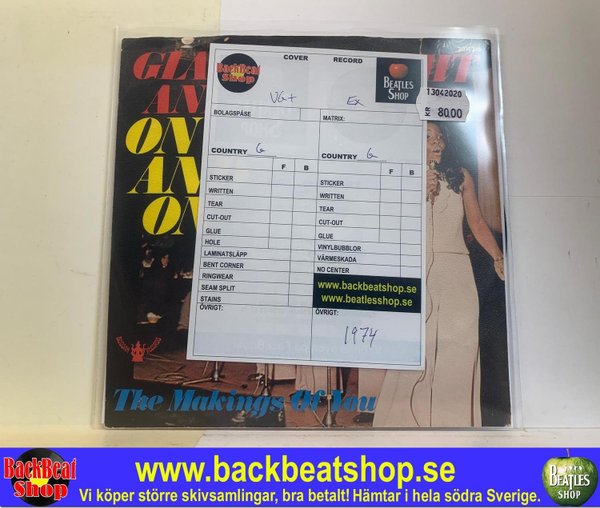 GLA
AN
ON
AN
ON
HT
BackBeat
Shop
COVER
RECORD
BEATLES
SHOP
13042020
KR 8000
VG+
Ex
BOLAGSPÅSE
MATRIX:
COUNTRY G
COUNTRY G
F B
F B
STICKER
WRITTEN
TEAR
CUT-OUT
GLUE
HOLE
LAMINATSLÄPP
BENT CORNER
RINGWEAR
SEAM SPLIT
STAINS
ÖVRIGT:
STICKER
WRITTEN
TEAR
CUT-OUT
GLUE
VINYLBUBBLOR
VÄRMESKADA
NO CENTER
www.backbeatshop.se
www.beatlesshop.se
ÖVRIGT:
1974
The Makings Of You
BackBeat
Shop
www.backbeatshop.se
Vi köper större skivsamlingar, bra betalt! Hämtar i hela södra Sverige.
BEATLES
SHOP